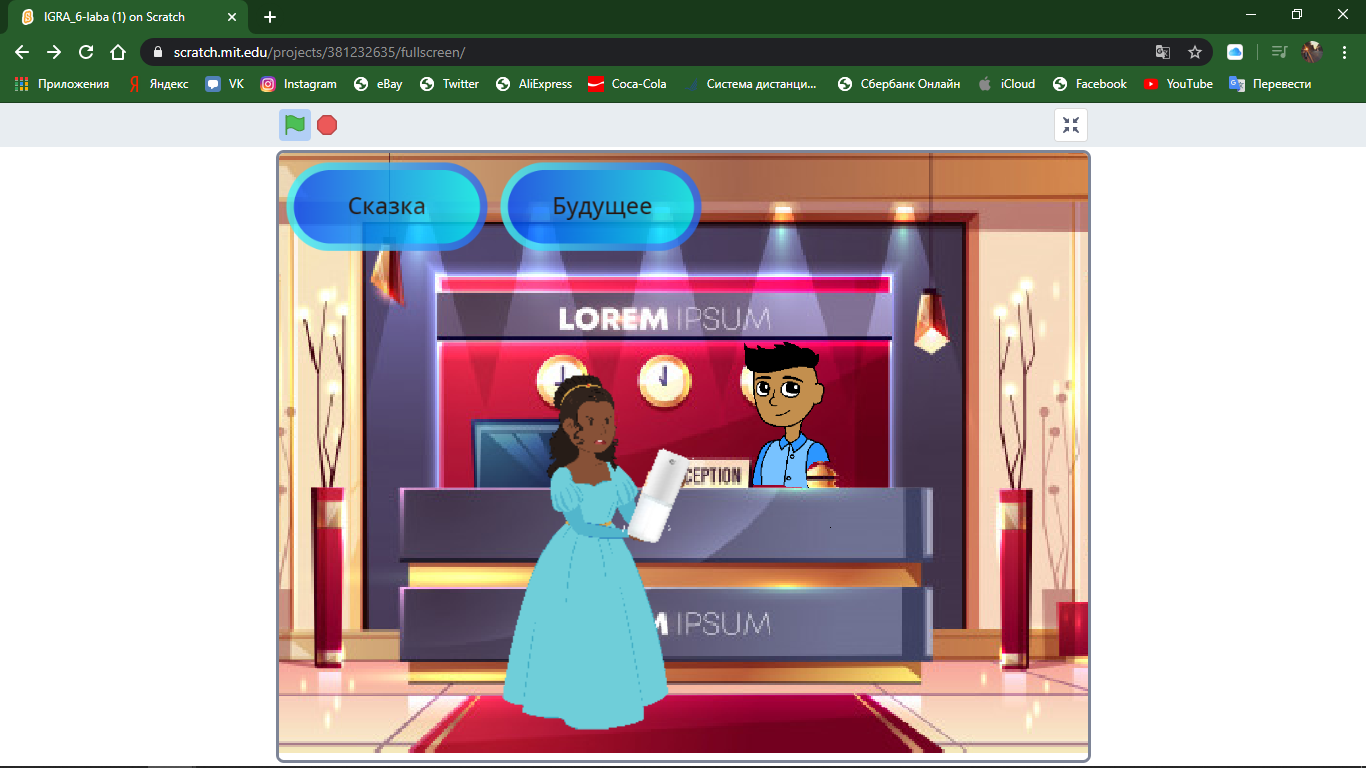 IGRA_6-laba (1) on Scratch
scratch.mit.edu/projects/381232635/fullscreen/
Приложения Яндекс VK Instagram eBay Twitter AliExpress Coca-Cola Система дистанци... Сбербанк Онлайн iCloud Facebook YouTube Перевести
Сказка Будущее
LOREM IPSUM
CEPTION
M IPSUM